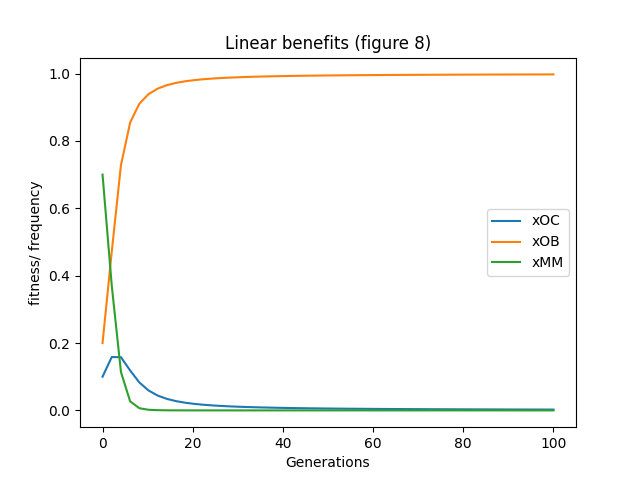 Linear benefits (figure 8)
fitness/ frequency
1.0
0.8
0.6
0.4
0.2
0.0
xOC
xOB
xMM
0 20 40 60 80 100
Generations